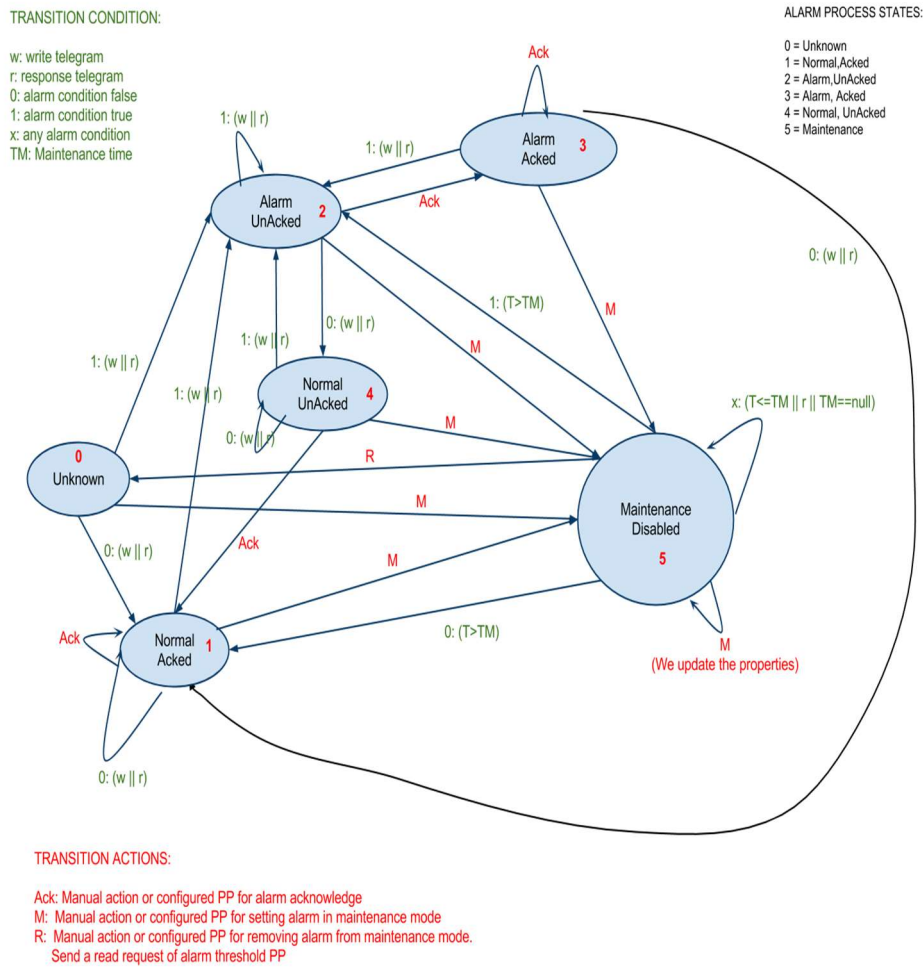 TRANSITION CONDITION:
w: write telegram
r: response telegram
0: alarm condition false
1: alarm condition true
x: any alarm condition
TM: Maintenance time
ALARM PROCESS STATES:
0 = Unknown
1 = Normal,Acked
2 = Alarm,UnAcked
3 = Alarm, Acked
4 = Normal, UnAcked
5 = Maintenance
Ack
1: (w || r)
1: (w || r)
Alarm
Acked
3
Alarm
UnAcked
2
Ack
0: (w || r)
1: (T>TM)
M
0: (w || r)
1: (w || r)
M
1: (w || r)
1: (w || r)
Normal
UnAcked
4
M
x: (T<=TM || r || TM==null)
0: (w || r)
R
0
Unknown
M
Maintenance
Disabled
5
Ack
0: (w || r)
M
0: (T>TM)
Ack
Normal
Acked
1
M
(We update the properties)
0: (w || r)
TRANSITION ACTIONS:
Ack: Manual action or configured PP for alarm acknowledge
M: Manual action or configured PP for setting alarm in maintenance mode
R: Manual action or configured PP for removing alarm from maintenance mode.
Send a read request of alarm threshold PP